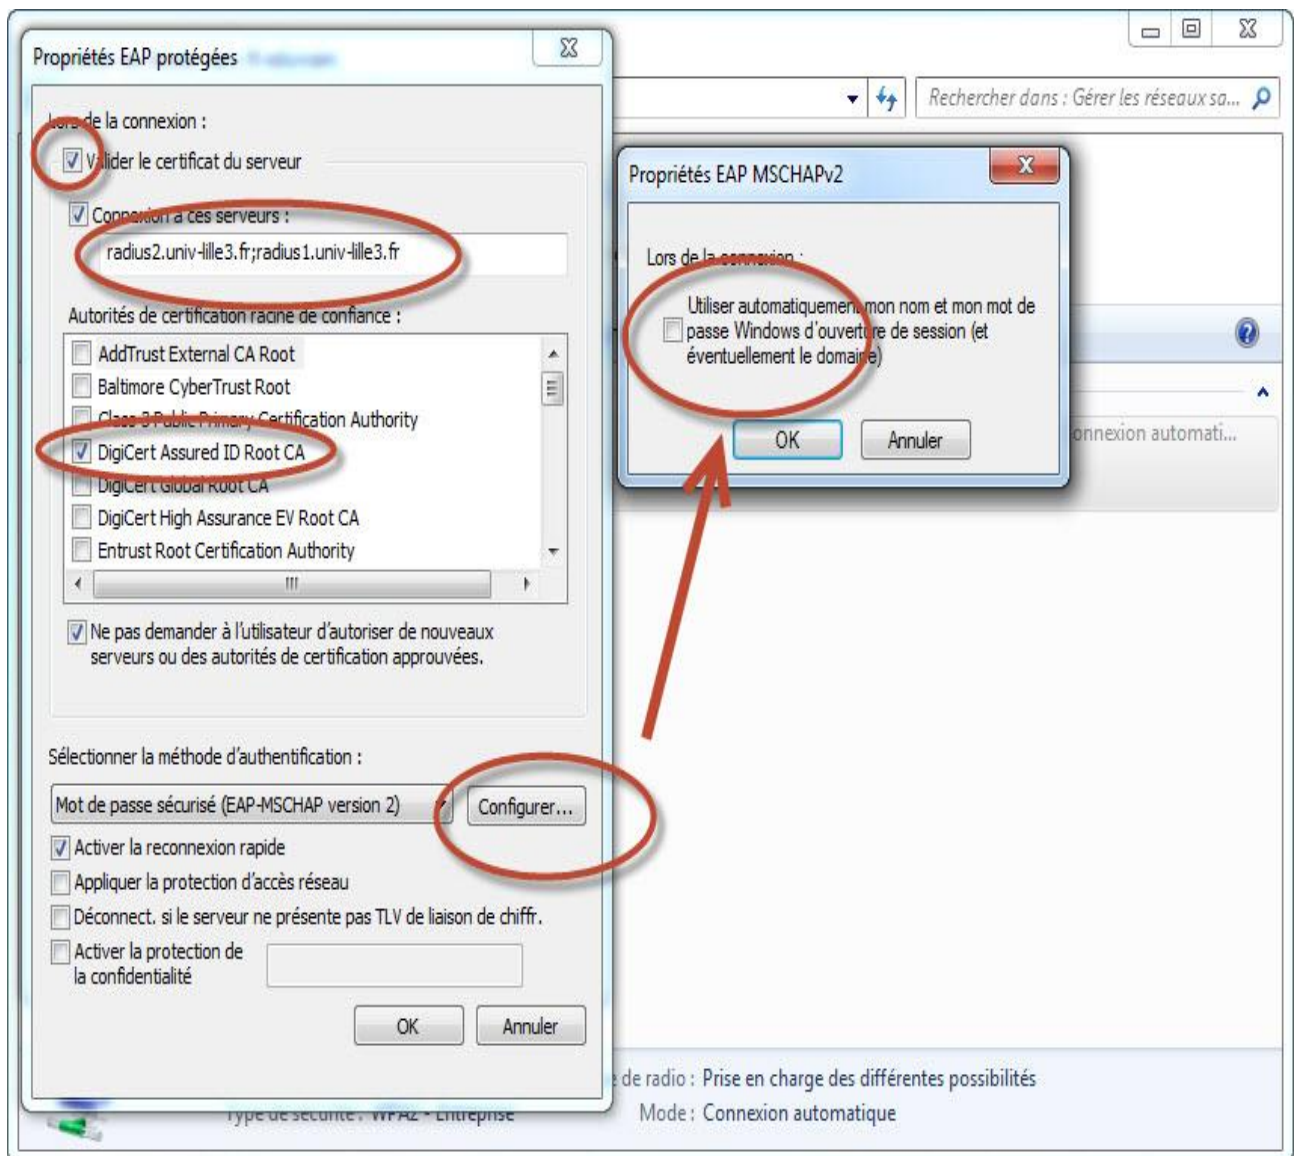 Propriétés EAP protégées
Lors de la connexion :
Valider le certificat du serveur
Connexion à ces serveurs :
radius2.univ-lille3.fr;radius1.univ-lille3.fr
Autorités de certification racine de confiance :
AddTrust External CA Root
Baltimore CyberTrust Root
Class 3 Public Primary Certification Authority
DigiCert Assured ID Root CA
DigiCert Global Root CA
DigiCert High Assurance EV Root CA
Entrust Root Certification Authority
Ne pas demander à l'utilisateur d'autoriser de nouveaux
serveurs ou des autorités de certification approuvées.
Sélectionner la méthode d'authentification :
Mot de passe sécurisé (EAP-MSCHAP version 2)
Configurer...
Activer la reconnexion rapide
Appliquer la protection d'accès réseau
Déconnect. si le serveur ne présente pas TLV de liaison de chiffr.
Activer la protection de
la confidentialité
OK
Annuler
Rechercher dans : Gérer les réseaux sa...
Propriétés EAP MSCHAPv2
Lors de la connexion :
Utiliser automatiquement mon nom et mon mot de
passe Windows d'ouverture de session (et
éventuellement le domaine)
OK
Annuler
onnexion automati...
e de radio : Prise en charge des différentes possibilités
Type de sécurité : WPA2 - Entreprise
Mode : Connexion automatique